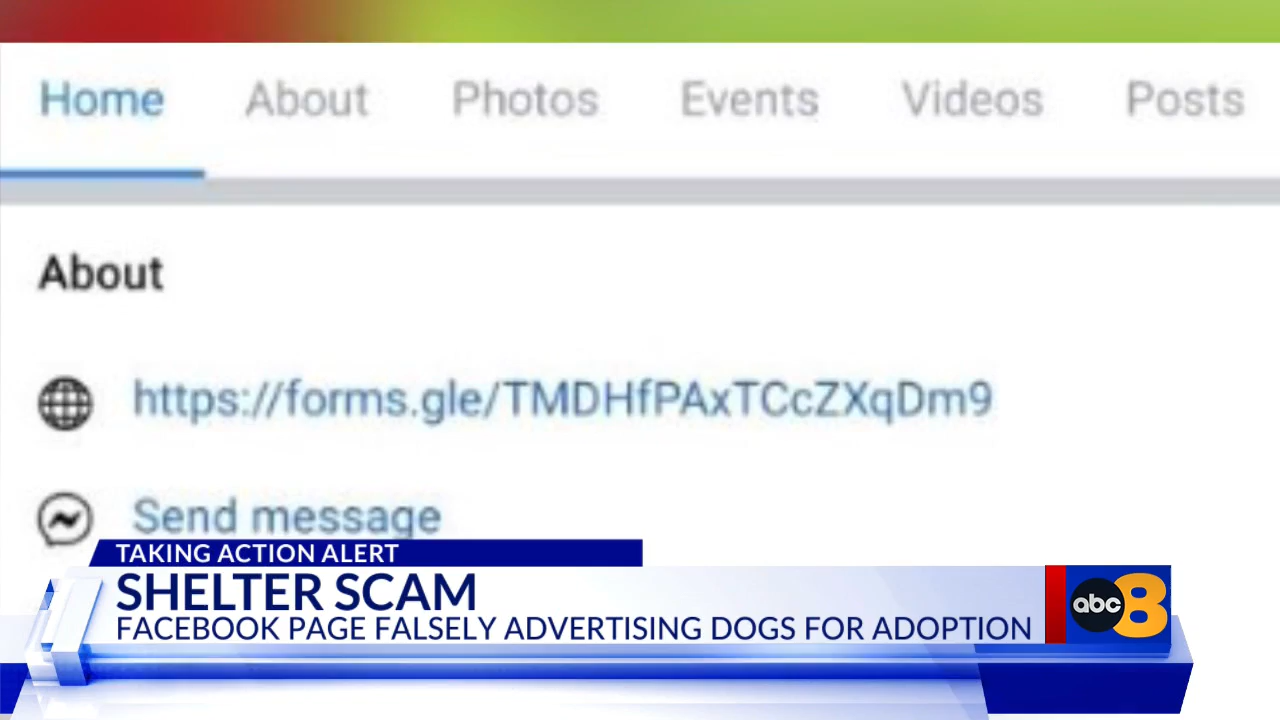 Home About Photos Events Videos Posts
About
https://forms.gle/TMDHfPAxTCcZXqDm9
Send message
TAKING ACTION ALERT
SHELTER SCAM
FACEBOOK PAGE FALSELY ADVERTISING DOGS FOR ADOPTION
abc 8